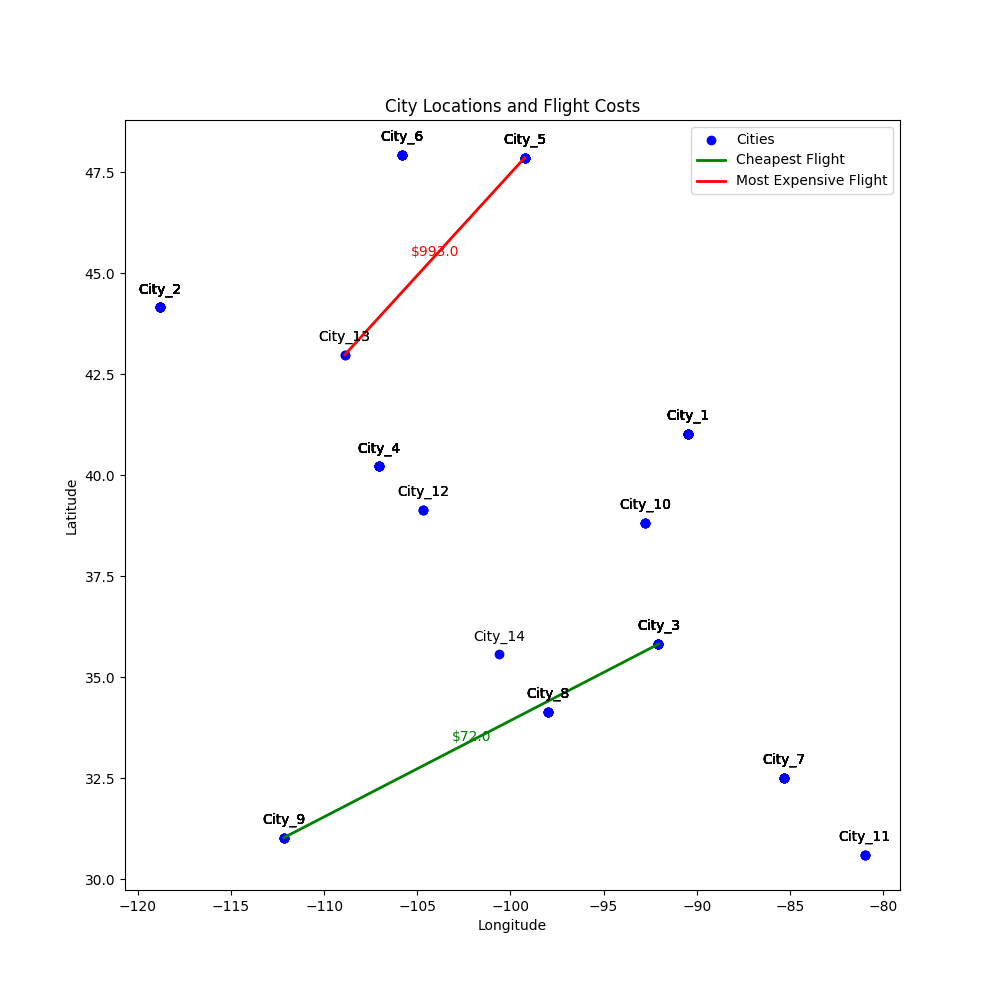 City Locations and Flight Costs
Cities
Cheapest Flight
Most Expensive Flight
City_6
City_5
$993.0
City_2
City_13
City_1
City_4
City_12
City_10
City_3
City_14
City_8
$72.0
City_7
City_9
City_11
47.5
45.0
42.5
40.0
37.5
35.0
32.5
30.0
Latitude
−120
−115
−110
−105
−100
−95
−90
−85
−80
Longitude